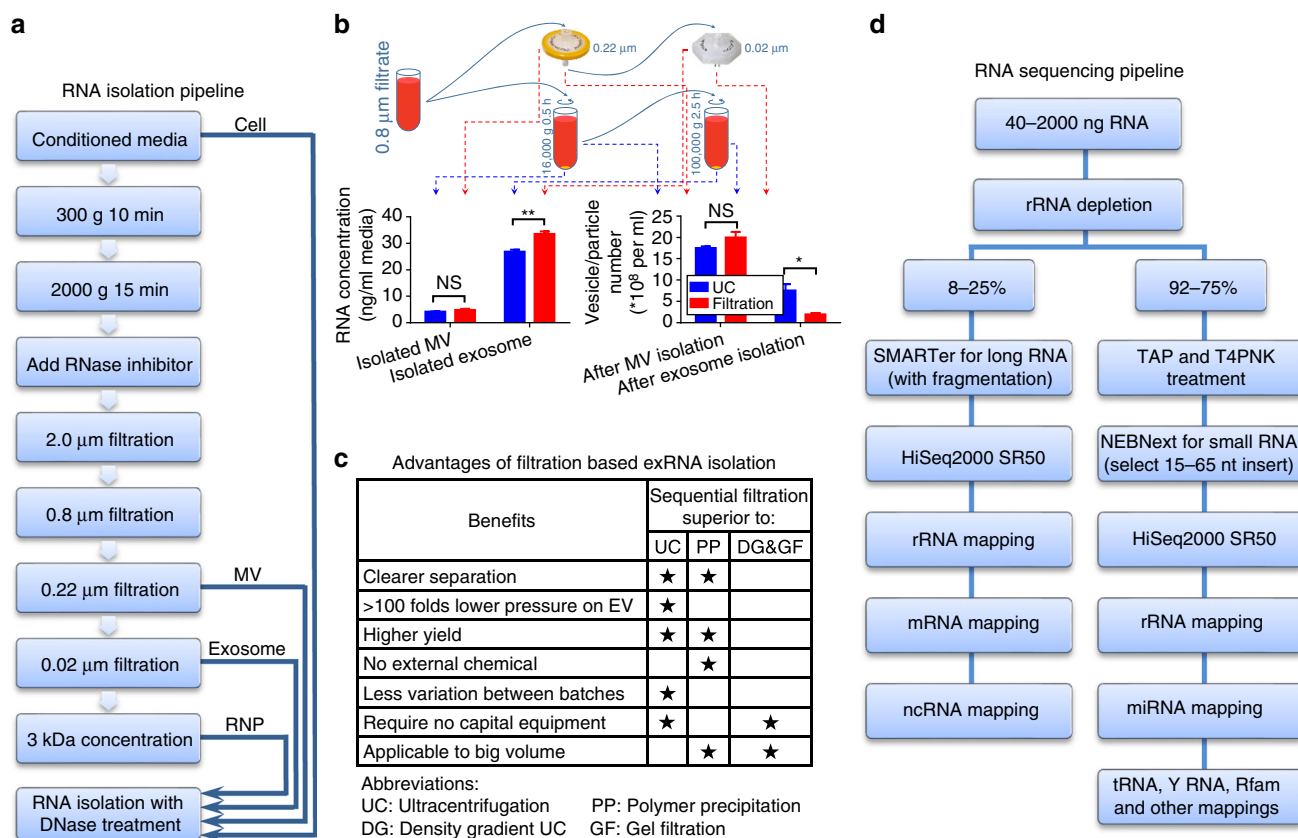 a
RNA isolation pipeline
Conditioned media
Cell
300 g 10 min
2000 g 15 min
Add RNase inhibitor
2.0 μm filtration
0.8 μm filtration
0.22 μm filtration
MV
0.02 μm filtration
Exosome
3 kDa concentration
RNP
RNA isolation with
DNase treatment
b
0.8 μm filtrate
0.22 μm
0.02 μm
16,000 g 0.5 h
100,000 g 2.5 h
RNA concentration
(ng/ml media)
40
30
20
10
0
NS
**
Isolated MV
Isolated exosome
Vesicle/particle
number
(*10⁸ per ml)
25
20
15
10
5
0
NS
*
UC
Filtration
After MV isolation
After exosome isolation
c
Advantages of filtration based exRNA isolation
Benefits
Sequential filtration
superior to:
UC PP DG&GF
Clearer separation ★ ★
>100 folds lower pressure on EV ★
Higher yield ★ ★
No external chemical ★
Less variation between batches ★
Require no capital equipment ★ ★
Applicable to big volume ★ ★
Abbreviations:
UC: Ultracentrifugation PP: Polymer precipitation
DG: Density gradient UC GF: Gel filtration
d
RNA sequencing pipeline
40–2000 ng RNA
rRNA depletion
8–25%
SMARTer for long RNA
(with fragmentation)
HiSeq2000 SR50
rRNA mapping
mRNA mapping
ncRNA mapping
92–75%
TAP and T4PNK
treatment
NEBNext for small RNA
(select 15–65 nt insert)
HiSeq2000 SR50
rRNA mapping
miRNA mapping
tRNA, Y RNA, Rfam
and other mappings